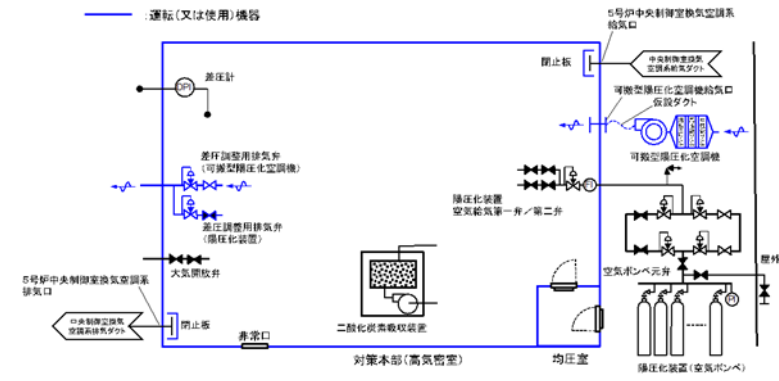 :運転(又は使用)機器
5号炉中央制御室換気空調系
給気口
閉止板
中央制御室換気
空調系給気ダクト
差圧計
DPI
可搬型陽圧化空調機給気口
仮設ダクト
可搬型陽圧化空調機
差圧調整用排気弁
(可搬型陽圧化空調機)
差圧調整用排気弁
(陽圧化装置)
陽圧化装置
空気給気第一弁/第二弁
FI
大気開放弁
5号炉中央制御室換気空調系
排気口
空気ボンベ元弁
屋外
PI
中央制御室換気
空調系排気ダクト
閉止板
非常口
二酸化炭素吸収装置
対策本部(高気密室)
均圧室
陽圧化装置(空気ボンベ)